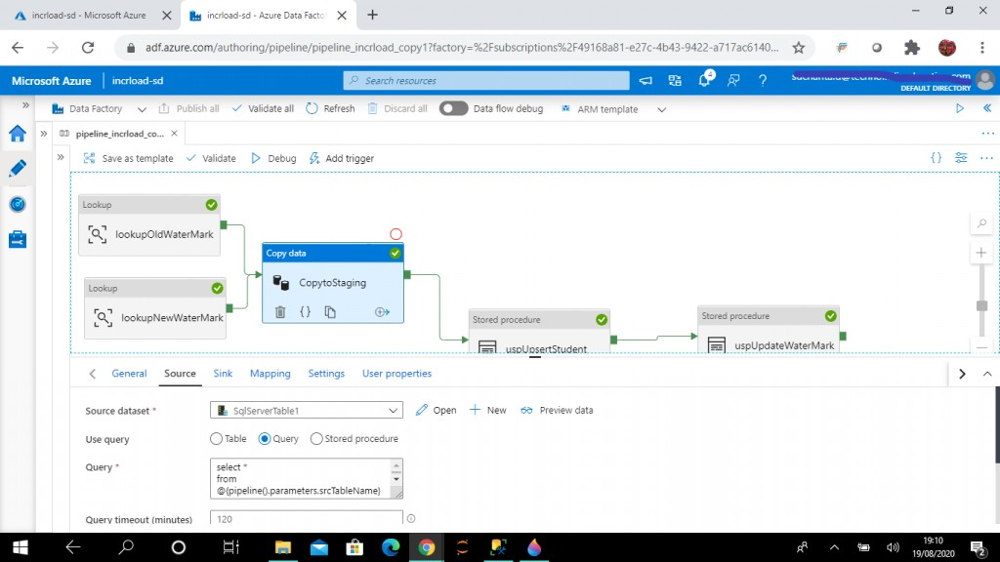 incrload-sd - Microsoft Azure
incrload-sd - Azure Data Facto
adf.azure.com/authoring/pipeline/pipeline_incrload_copy1?factory=%2Fsubscriptions%2F49168a81-e27c-4b43-9422-a717ac6140...
Microsoft Azure
incrload-sd
Search resources
4
DEFAULT DIRECTORY
Data Factory
Publish all
Validate all
Refresh
Discard all
Data flow debug
ARM template
pipeline_incrload_co...
Save as template
Validate
Debug
Add trigger
Lookup
lookupOldWaterMark
Lookup
lookupNewWaterMark
Copy data
CopytoStaging
Stored procedure
uspUpsertStudent
Stored procedure
uspUpdateWaterMark
General
Source
Sink
Mapping
Settings
User properties
Source dataset *
SqlServerTable1
Open
New
Preview data
Use query
Table
Query
Stored procedure
Query *
select *
from
@{pipeline().parameters.srcTableName}
Query timeout (minutes)
120
19:10
19/08/2020
2